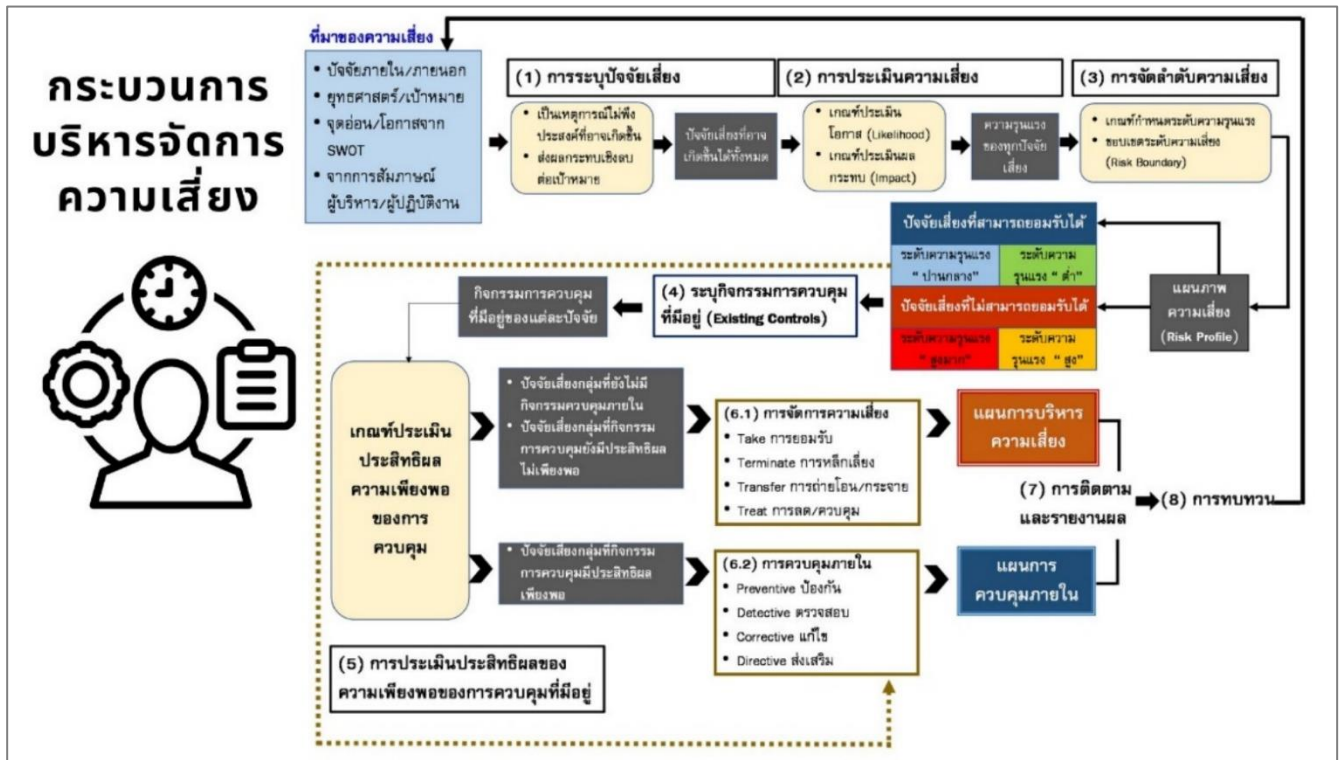 กระบวนการ
บริหารจัดการ
ความเสี่ยง
ที่มาของความเสี่ยง
• ปัจจัยภายใน/ภายนอก
• ยุทธศาสตร์/เป้าหมาย
• จุดอ่อน/โอกาสจาก
SWOT
• จากการสัมภาษณ์
ผู้บริหาร/ผู้ปฏิบัติงาน
(1) การระบุปัจจัยเสี่ยง
• เป็นเหตุการณ์ไม่พึง
ประสงค์ที่อาจเกิดขึ้น
• ส่งผลกระทบเชิงลบ
ต่อเป้าหมาย
ปัจจัยเสี่ยงที่อาจ
เกิดขึ้นได้ทั้งหมด
(2) การประเมินความเสี่ยง
• เกณฑ์ประเมิน
โอกาส (Likelihood)
• เกณฑ์ประเมินผล
กระทบ (Impact)
ความรุนแรง
ของทุกปัจจัย
เสี่ยง
(3) การจัดลำดับความเสี่ยง
• เกณฑ์กำหนดระดับความรุนแรง
• ขอบเขตระดับความเสี่ยง
(Risk Boundary)
แผนภาพ
ความเสี่ยง
(Risk Profile)
ปัจจัยเสี่ยงที่สามารถยอมรับได้
ระดับความรุนแรง
“ ปานกลาง”
ระดับความ
รุนแรง “ ต่ำ”
ปัจจัยเสี่ยงที่ไม่สามารถยอมรับได้
ระดับความรุนแรง
“ สูงมาก”
ระดับความ
รุนแรง “ สูง”
(4) ระบุกิจกรรมการควบคุม
ที่มีอยู่ (Existing Controls)
กิจกรรมการควบคุม
ที่มีอยู่ของแต่ละปัจจัย
เกณฑ์ประเมิน
ประสิทธิผล
ความเพียงพอ
ของการ
ควบคุม
• ปัจจัยเสี่ยงกลุ่มที่ยังไม่มี
กิจกรรมควบคุมภายใน
• ปัจจัยเสี่ยงกลุ่มที่กิจกรรม
การควบคุมยังมีประสิทธิผล
ไม่เพียงพอ
(6.1) การจัดการความเสี่ยง
• Take การยอมรับ
• Terminate การหลีกเลี่ยง
• Transfer การถ่ายโอน/กระจาย
• Treat การลด/ควบคุม
แผนการบริหาร
ความเสี่ยง
• ปัจจัยเสี่ยงกลุ่มที่กิจกรรม
การควบคุมมีประสิทธิผล
เพียงพอ
(6.2) การควบคุมภายใน
• Preventive ป้องกัน
• Detective ตรวจสอบ
• Corrective แก้ไข
• Directive ส่งเสริม
แผนการ
ควบคุมภายใน
(7) การติดตาม
และรายงานผล
(8) การทบทวน
(5) การประเมินประสิทธิผลของ
ความเพียงพอของการควบคุมที่มีอยู่